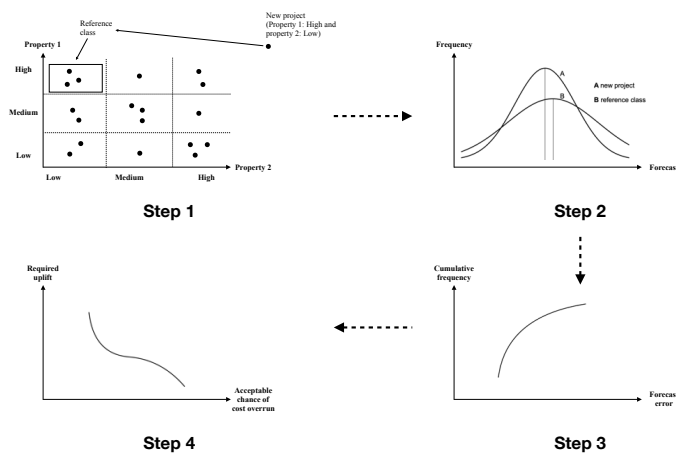 New project
(Property 1: High and
property 2: Low)
Reference
class
Property 1
High
Medium
Low
Property 2
Low
Medium
High
Step 1
Frequency
A
B
A new project
B reference class
Forecas
Step 2
Required
uplift
Acceptable
chance of
cost overrun
Step 4
Cumulative
frequency
Forecas
error
Step 3